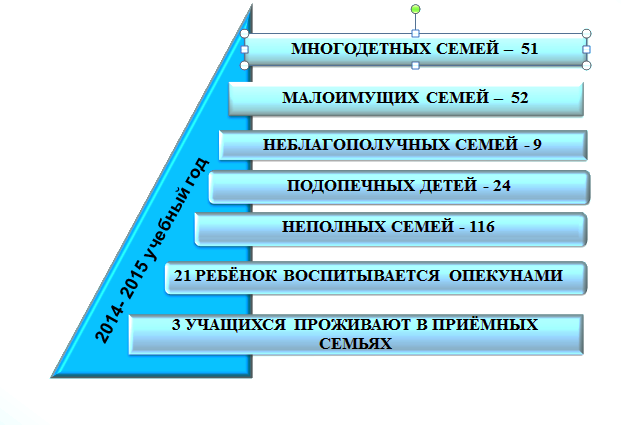 МНОГОДЕТНЫХ СЕМЕЙ – 51
МАЛОИМУЩИХ СЕМЕЙ – 52
НЕБЛАГОПОЛУЧНЫХ СЕМЕЙ - 9
ПОДОПЕЧНЫХ ДЕТЕЙ - 24
НЕПОЛНЫХ СЕМЕЙ - 116
21 РЕБЁНОК ВОСПИТЫВАЕТСЯ ОПЕКУНАМИ
3 УЧАЩИХСЯ ПРОЖИВАЮТ В ПРИЁМНЫХ
СЕМЬЯХ
2014- 2015 учебный год